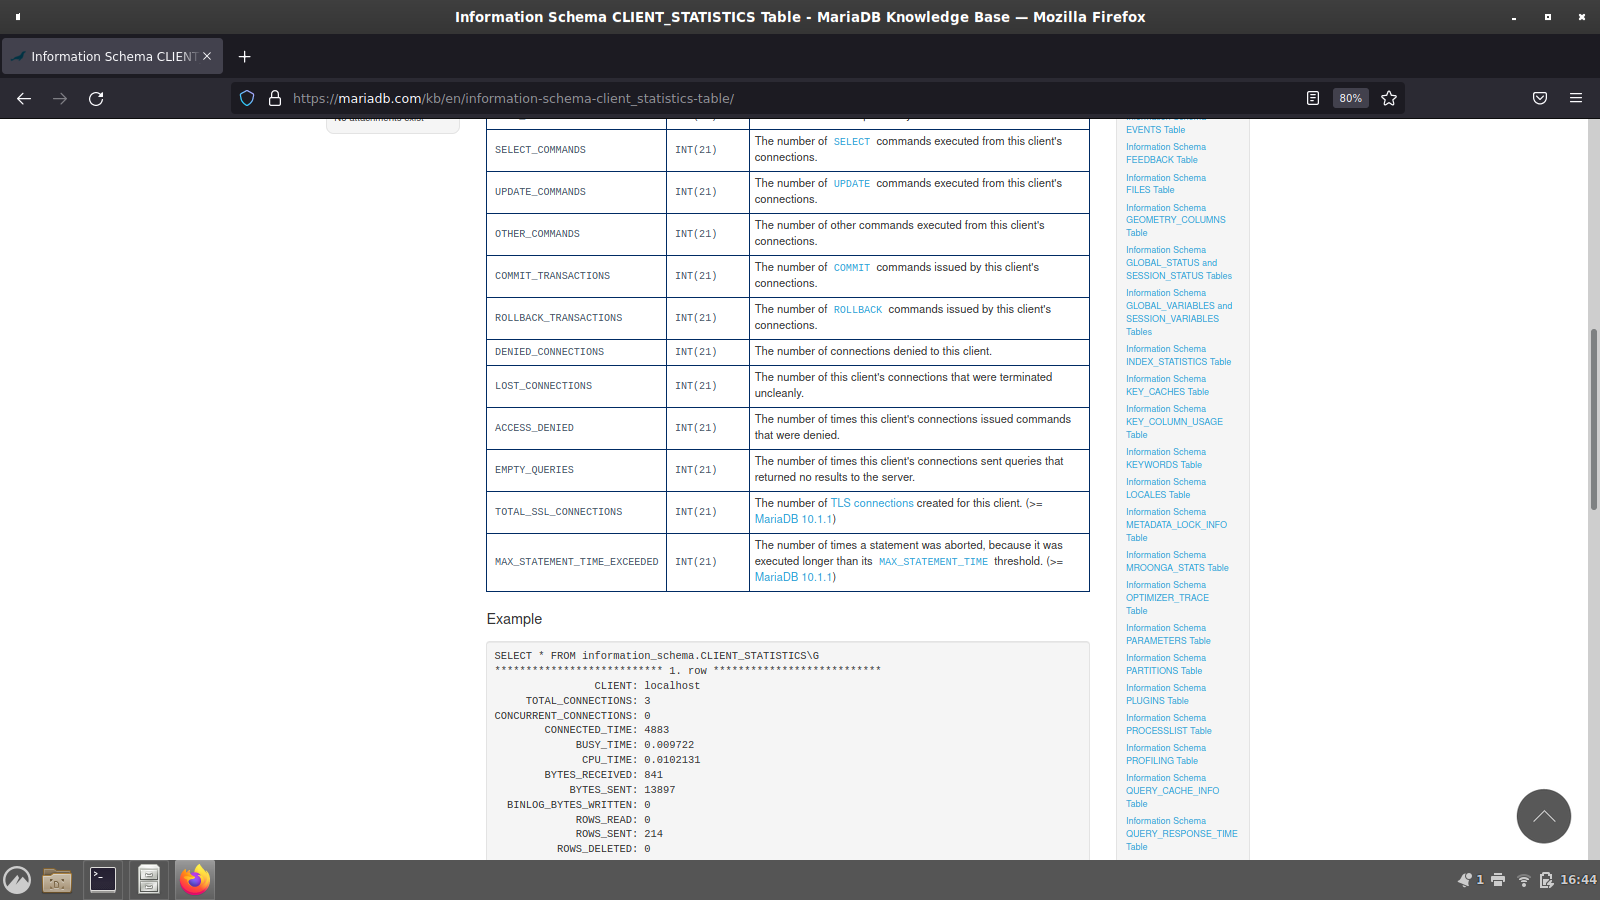 Information Schema CLIENT_STATISTICS Table - MariaDB Knowledge Base — Mozilla Firefox
Information Schema CLIENT
https://mariadb.com/kb/en/information-schema-client_statistics-table/
80%
No attachments exist
SELECT_COMMANDS INT(21) The number of SELECT commands executed from this client's
connections.
UPDATE_COMMANDS INT(21) The number of UPDATE commands executed from this client's
connections.
OTHER_COMMANDS INT(21) The number of other commands executed from this client's
connections.
COMMIT_TRANSACTIONS INT(21) The number of COMMIT commands issued by this client's
connections.
ROLLBACK_TRANSACTIONS INT(21) The number of ROLLBACK commands issued by this client's
connections.
DENIED_CONNECTIONS INT(21) The number of connections denied to this client.
LOST_CONNECTIONS INT(21) The number of this client's connections that were terminated
uncleanly.
ACCESS_DENIED INT(21) The number of times this client's connections issued commands
that were denied.
EMPTY_QUERIES INT(21) The number of times this client's connections sent queries that
returned no results to the server.
TOTAL_SSL_CONNECTIONS INT(21) The number of TLS connections created for this client. (>=
MariaDB 10.1.1)
MAX_STATEMENT_TIME_EXCEEDED INT(21) The number of times a statement was aborted, because it was
executed longer than its MAX_STATEMENT_TIME threshold. (>=
MariaDB 10.1.1)
Example
SELECT * FROM information_schema.CLIENT_STATISTICS\G
*************************** 1. row ***************************
CLIENT: localhost
TOTAL_CONNECTIONS: 3
CONCURRENT_CONNECTIONS: 0
CONNECTED_TIME: 4883
BUSY_TIME: 0.009722
CPU_TIME: 0.0102131
BYTES_RECEIVED: 841
BYTES_SENT: 13897
BINLOG_BYTES_WRITTEN: 0
ROWS_READ: 0
ROWS_SENT: 214
ROWS_DELETED: 0
Information Schema
EVENTS Table
Information Schema
FEEDBACK Table
Information Schema
FILES Table
Information Schema
GEOMETRY_COLUMNS
Table
Information Schema
GLOBAL_STATUS and
SESSION_STATUS Tables
Information Schema
GLOBAL_VARIABLES and
SESSION_VARIABLES
Tables
Information Schema
INDEX_STATISTICS Table
Information Schema
KEY_CACHES Table
Information Schema
KEY_COLUMN_USAGE
Table
Information Schema
KEYWORDS Table
Information Schema
LOCALES Table
Information Schema
METADATA_LOCK_INFO
Table
Information Schema
MROONGA_STATS Table
Information Schema
OPTIMIZER_TRACE
Table
Information Schema
PARAMETERS Table
Information Schema
PARTITIONS Table
Information Schema
PLUGINS Table
Information Schema
PROCESSLIST Table
Information Schema
PROFILING Table
Information Schema
QUERY_CACHE_INFO
Table
Information Schema
QUERY_RESPONSE_TIME
Table
1
16:44